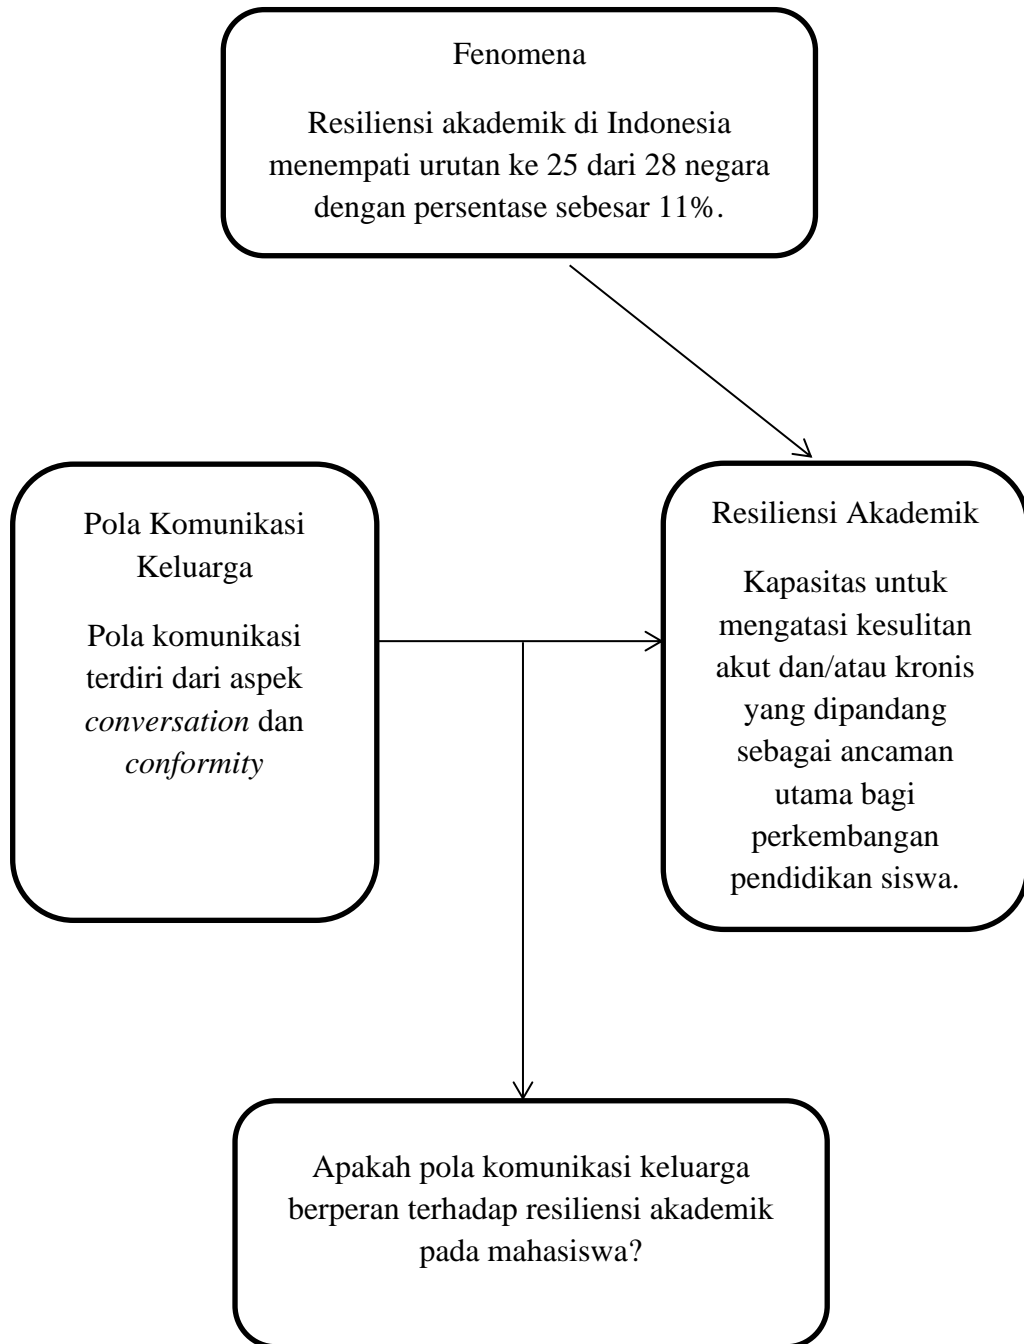 Fenomena
Resiliensi akademik di Indonesia
menempati urutan ke 25 dari 28 negara
dengan persentase sebesar 11%.
Pola Komunikasi
Keluarga
Pola komunikasi
terdiri dari aspek
conversation dan
conformity
Resiliensi Akademik
Kapasitas untuk
mengatasi kesulitan
akut dan/atau kronis
yang dipandang
sebagai ancaman
utama bagi
perkembangan
pendidikan siswa.
Apakah pola komunikasi keluarga
berperan terhadap resiliensi akademik
pada mahasiswa?